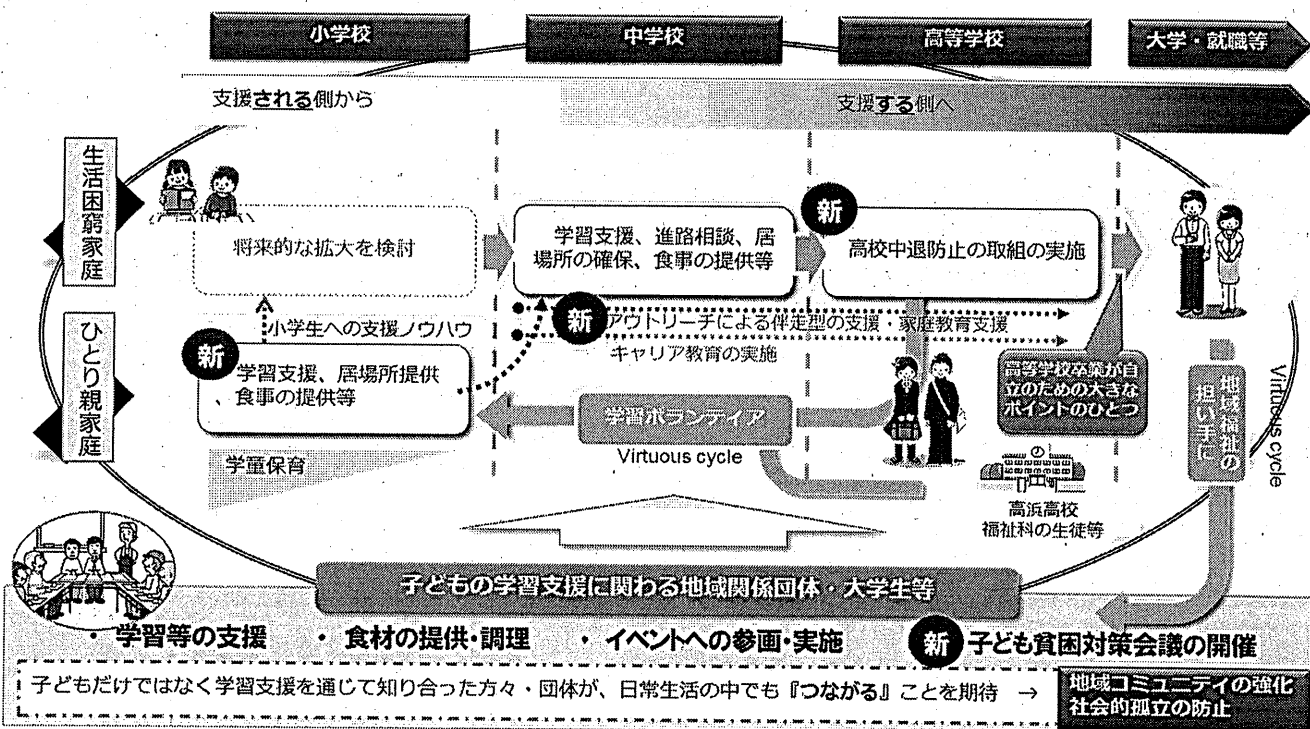 小学校
中学校
高等学校
大学・就職等
支援される側から
支援する側へ
生活困窮家庭
ひとり親家庭
将来的な拡大を検討
学習支援、進路相談、居
場所の確保、食事の提供等
新
高校中退防止の取組の実施
小学生への支援ノウハウ
新
アウトリーチによる伴走型の支援・家庭教育支援
キャリア教育の実施
新
学習支援、居場所提供
、食事の提供等
高等学校卒業が自
立のための大きな
ポイントのひとつ
学習ボランティア
Virtuous cycle
地域福祉の
担い手に
Virtuous cycle
学童保育
高浜高校
福祉科の生徒等
子どもの学習支援に関わる地域関係団体・大学生等
・ 学習等の支援 ・ 食材の提供・調理 ・ イベントへの参画・実施 新 子ども貧困対策会議の開催
子どもだけではなく学習支援を通じて知り合った方々・団体が、日常生活の中でも『つながる』ことを期待 →
地域コミュニティの強化
社会的孤立の防止